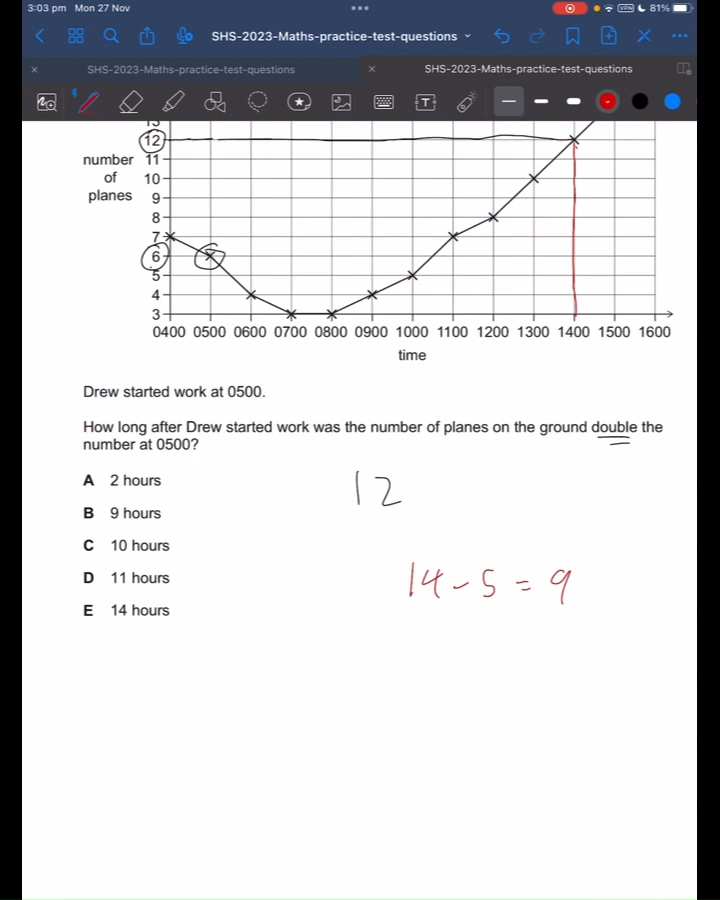 3:03 pm Mon 27 Nov
VPN 81%
SHS-2023-Maths-practice-test-questions
SHS-2023-Maths-practice-test-questions
SHS-2023-Maths-practice-test-questions
T
13
12
number
of
planes
11
10
9
8
7
6
5
4
3
0400 0500 0600 0700 0800 0900 1000 1100 1200 1300 1400 1500 1600
time
Drew started work at 0500.
How long after Drew started work was the number of planes on the ground double the
number at 0500?
A 2 hours
B 9 hours
C 10 hours
D 11 hours
E 14 hours
12
14 - 5 = 9